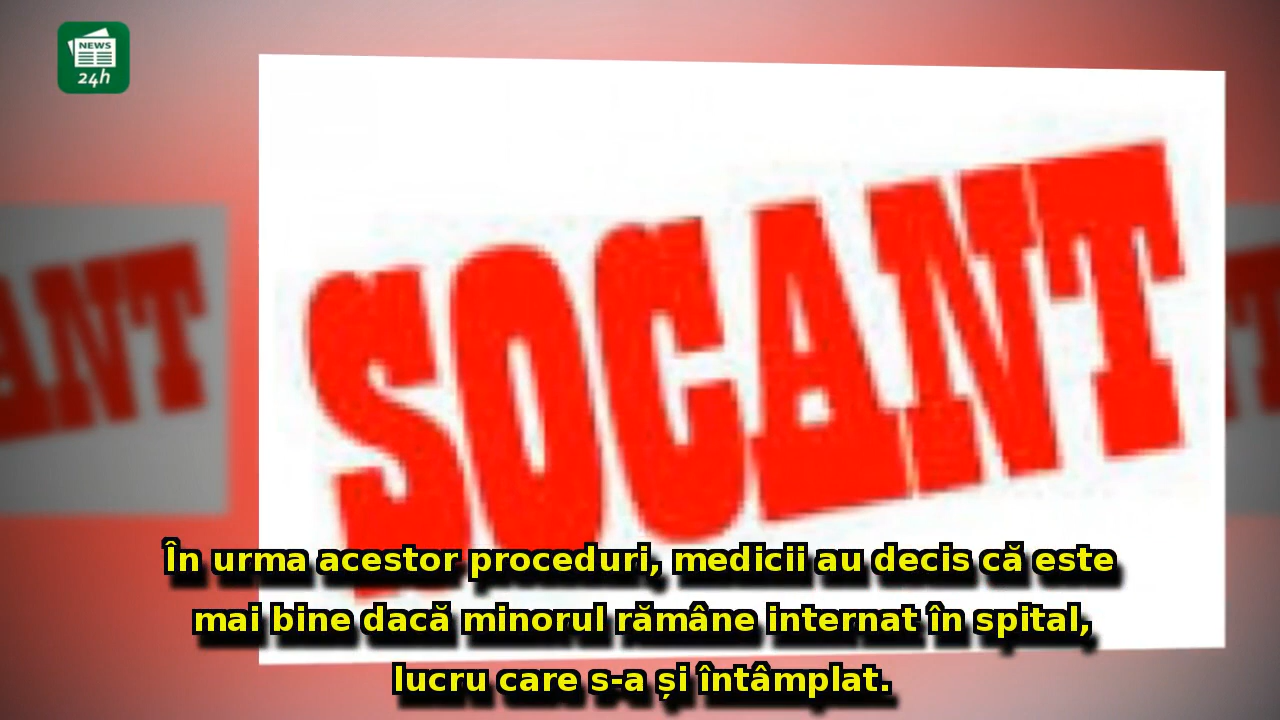 NEWS
24h
SOCANT
ANT
T
În urma acestor proceduri, medicii au decis că este
mai bine dacă minorul rămâne internat în spital,
lucru care s-a și întâmplat.